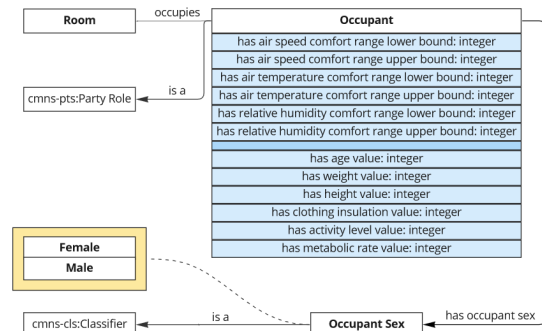 Room
occupies
Occupant
has air speed comfort range lower bound: integer
has air speed comfort range upper bound: integer
has air temperature comfort range lower bound: integer
has air temperature comfort range upper bound: integer
has relative humidity comfort range lower bound: integer
has relative humidity comfort range upper bound: integer
has age value: integer
has weight value: integer
has height value: integer
has clothing insulation value: integer
has activity level value: integer
has metabolic rate value: integer
cmns-pts:Party Role
is a
Female
Male
cmns-cls:Classifier
is a
Occupant Sex
has occupant sex